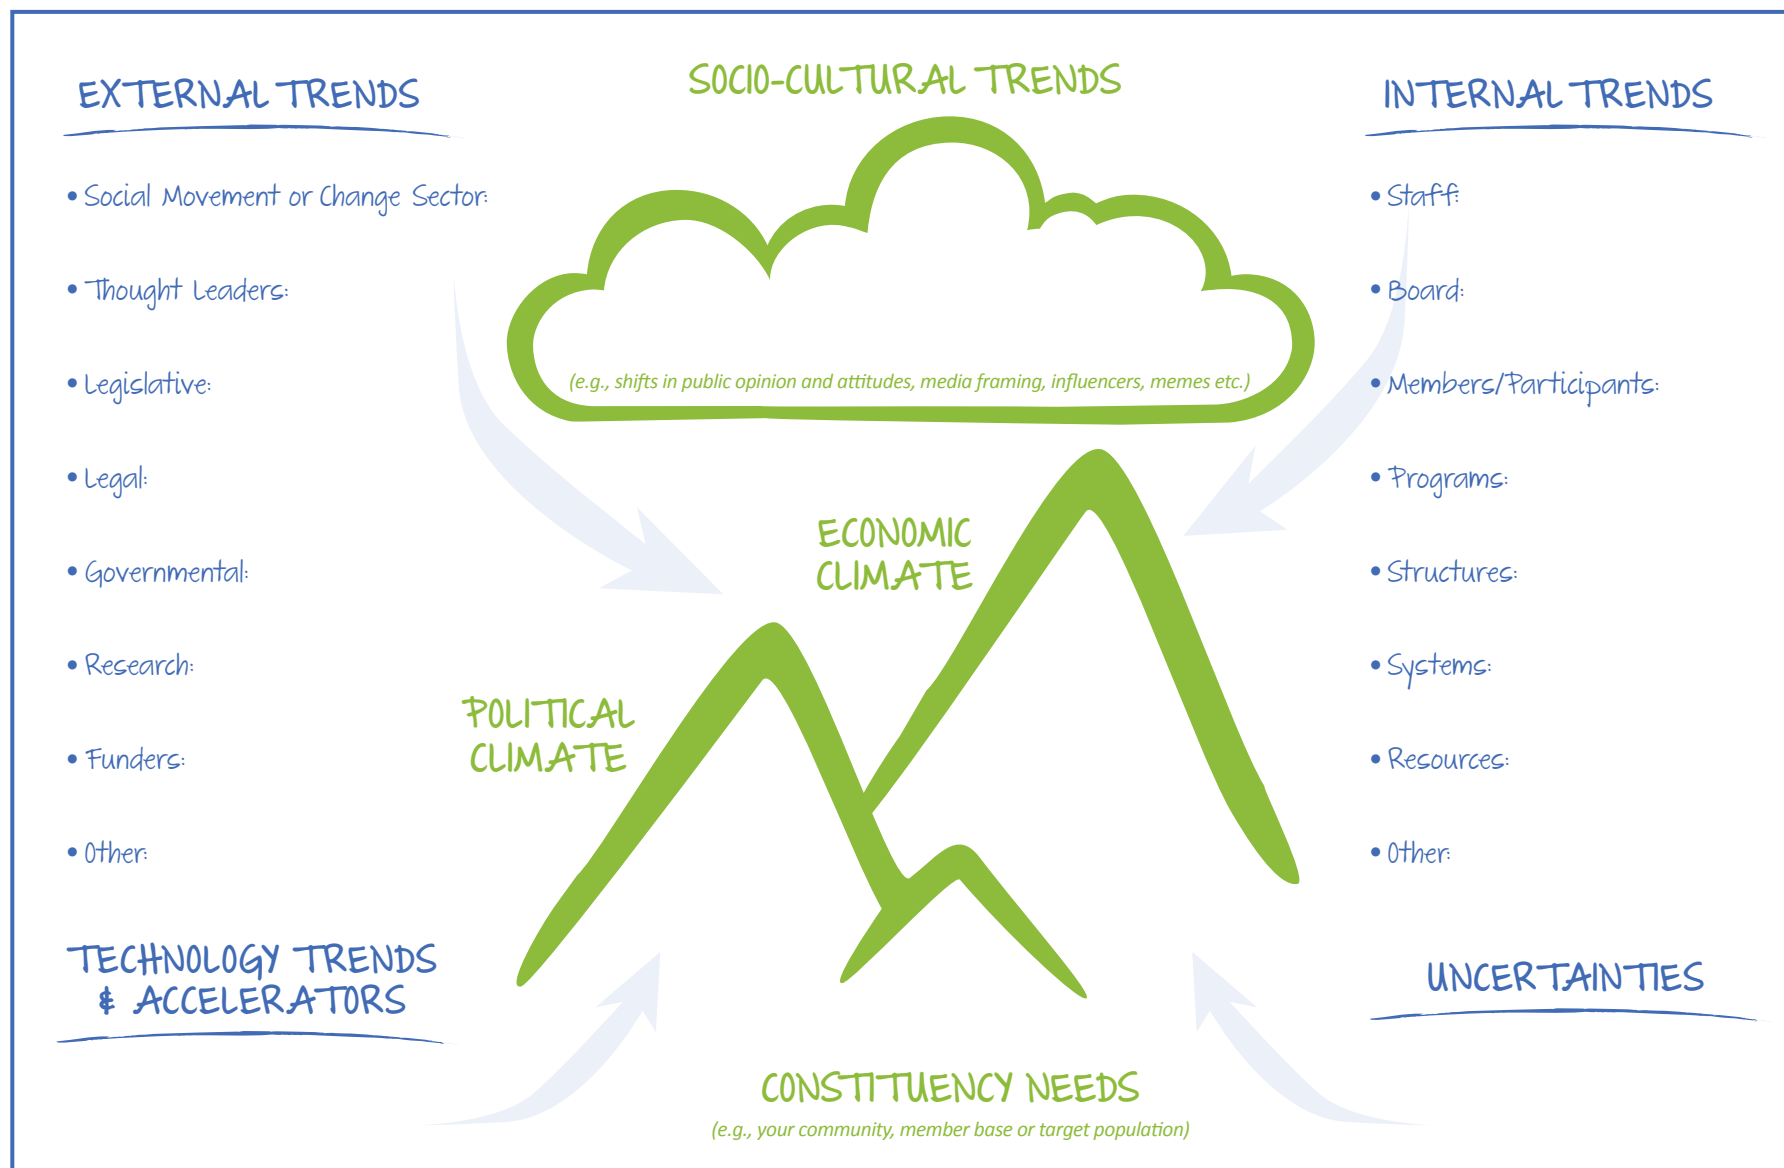 EXTERNAL TRENDS
• Social Movement or Change Sector:
• Thought Leaders:
• Legislative:
• Legal:
• Governmental:
• Research:
• Funders:
• Other:
TECHNOLOGY TRENDS
& ACCELERATORS
SOCIO-CULTURAL TRENDS
(e.g., shifts in public opinion and attitudes, media framing, influencers, memes etc.)
ECONOMIC
CLIMATE
POLITICAL
CLIMATE
CONSTITUENCY NEEDS
(e.g., your community, member base or target population)
INTERNAL TRENDS
• Staff:
• Board:
• Members/Participants:
• Programs:
• Structures:
• Systems:
• Resources:
• Other:
UNCERTAINTIES